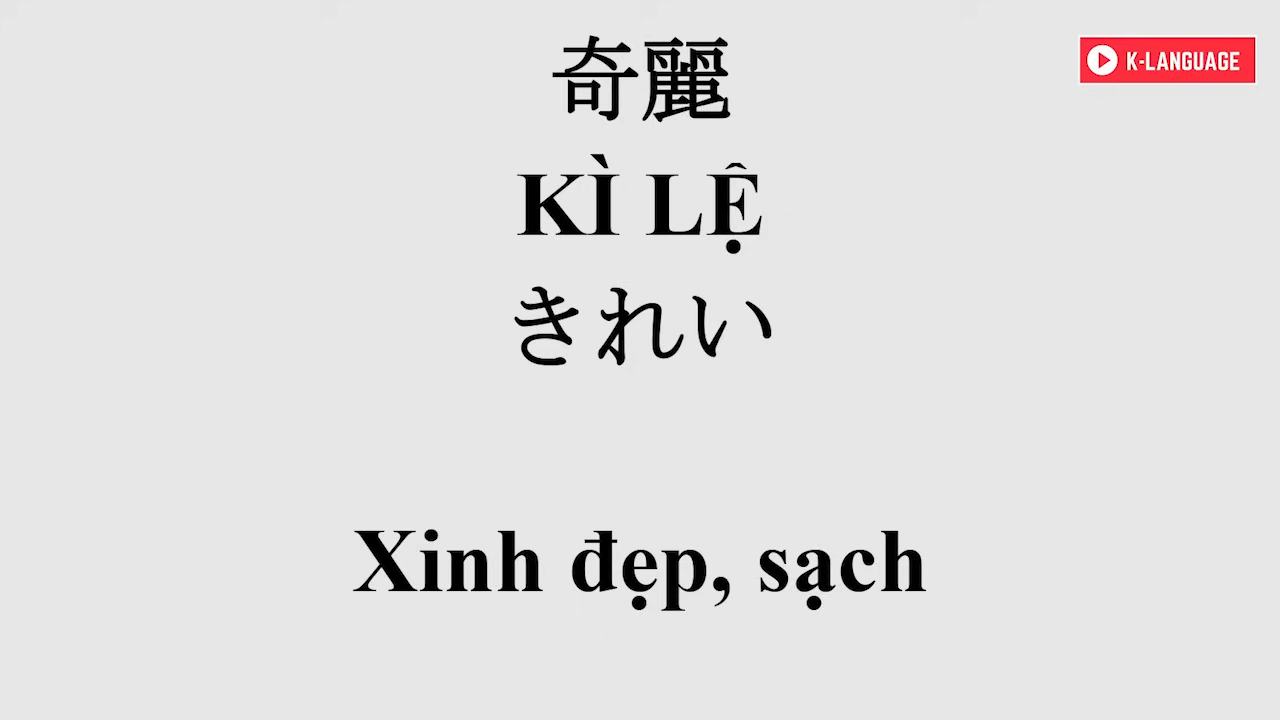 奇麗
K-LANGUAGE
KÌ LỆ
きれい
Xinh đẹp, sạch